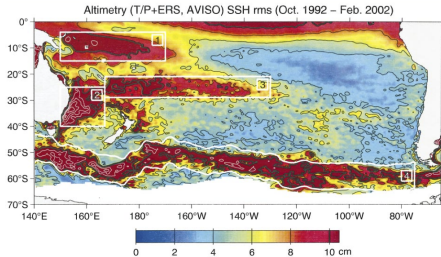 Altimetry (T/P+ERS, AVISO) SSH rms (Oct. 1992 – Feb. 2002)
0°
10°S
20°S
30°S
40°S
50°S
60°S
70°S
1
2
3
4
140°E 160°E 180°W 160°W 140°W 120°W 100°W 80°W
0 2 4 6 8 10 cm